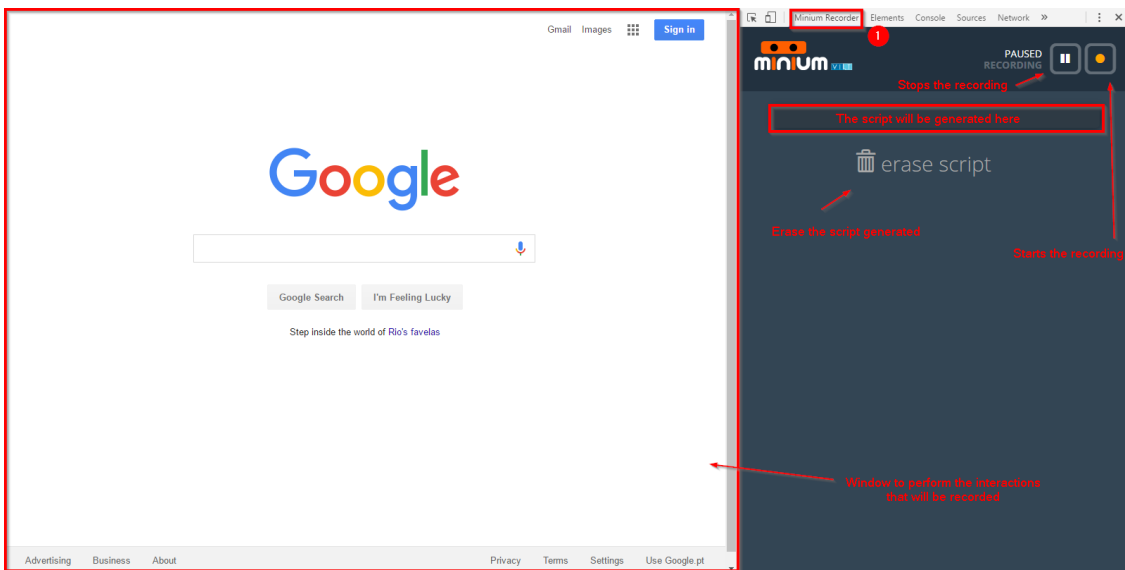 Gmail Images Sign in
Google
Google Search I'm Feeling Lucky
Step inside the world of Rio's favelas
Advertising Business About Privacy Terms Settings Use Google.pt
Minium Recorder Elements Console Sources Network »
1
minium
PAUSED
RECORDING
Stops the recording
The script will be generated here
erase script
Erase the script generated
Starts the recording
Window to perform the interactions
that will be recorded